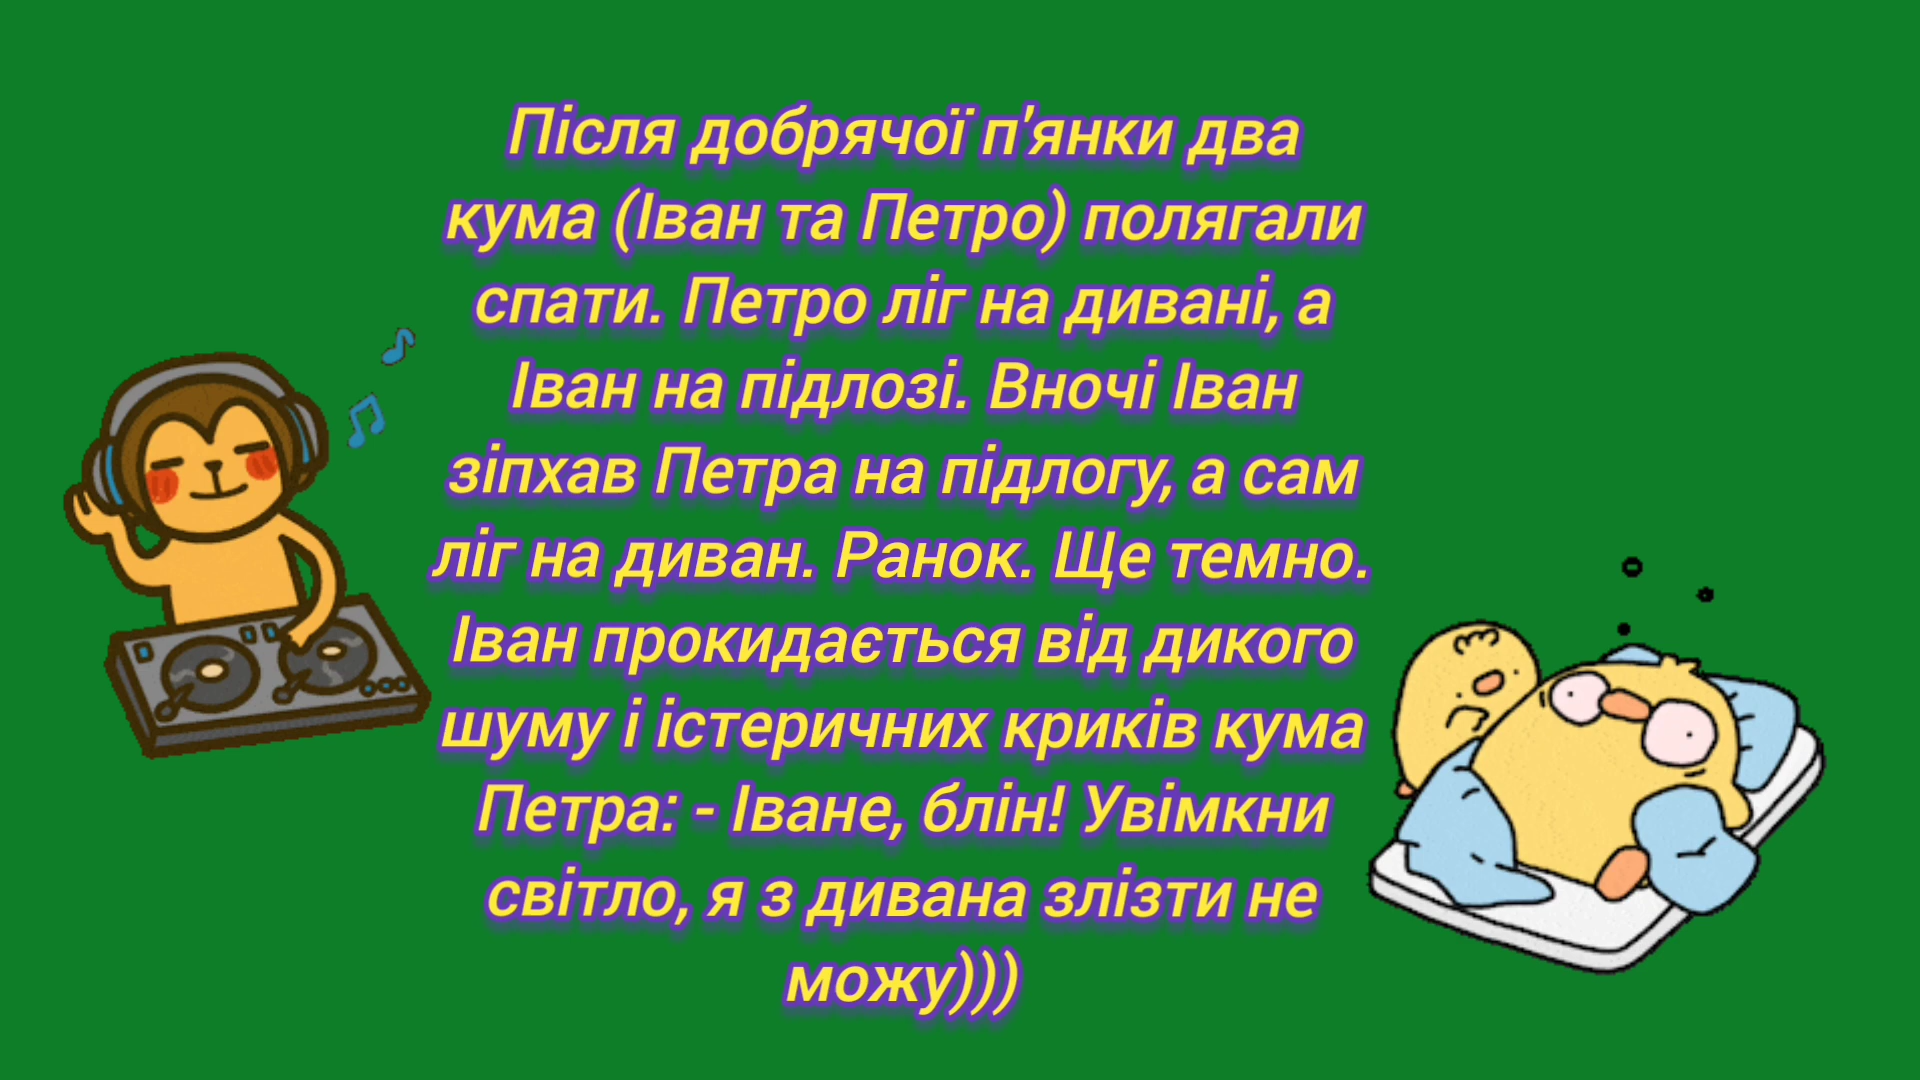 Після добрячої п'янки два
кума (Іван та Петро) полягали
спати. Петро ліг на дивані, а
Іван на підлозі. Вночі Іван
зіпхав Петра на підлогу, а сам
ліг на диван. Ранок. Ще темно.
Іван прокидається від дикого
шуму і істеричних криків кума
Петра: - Іване, блін! Увімкни
світло, я з дивана злізти не
можу)))